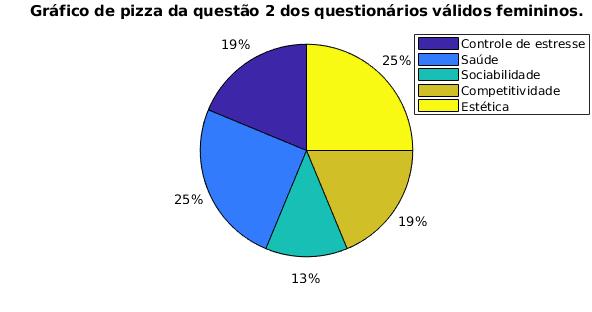 Gráfico de pizza da questão 2 dos questionários válidos femininos.
19%
25%
Controle de estresse
Saúde
Sociabilidade
Competitividade
Estética
25%
19%
13%